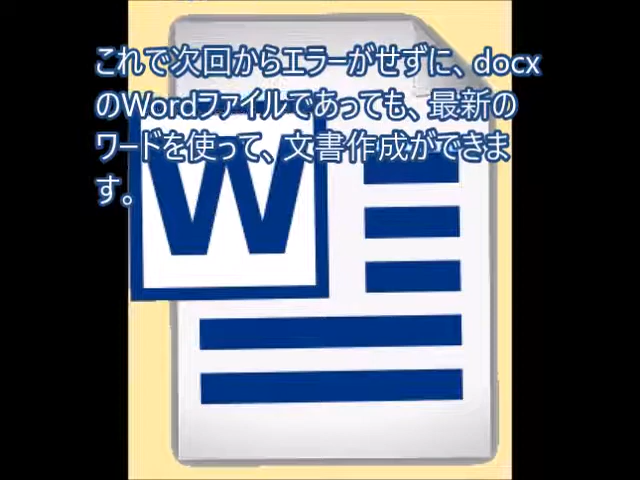 これで次回からエラーがせずに、docx
のWordファイルであっても、最新の
ワードを使って、文書作成ができま
す。
W